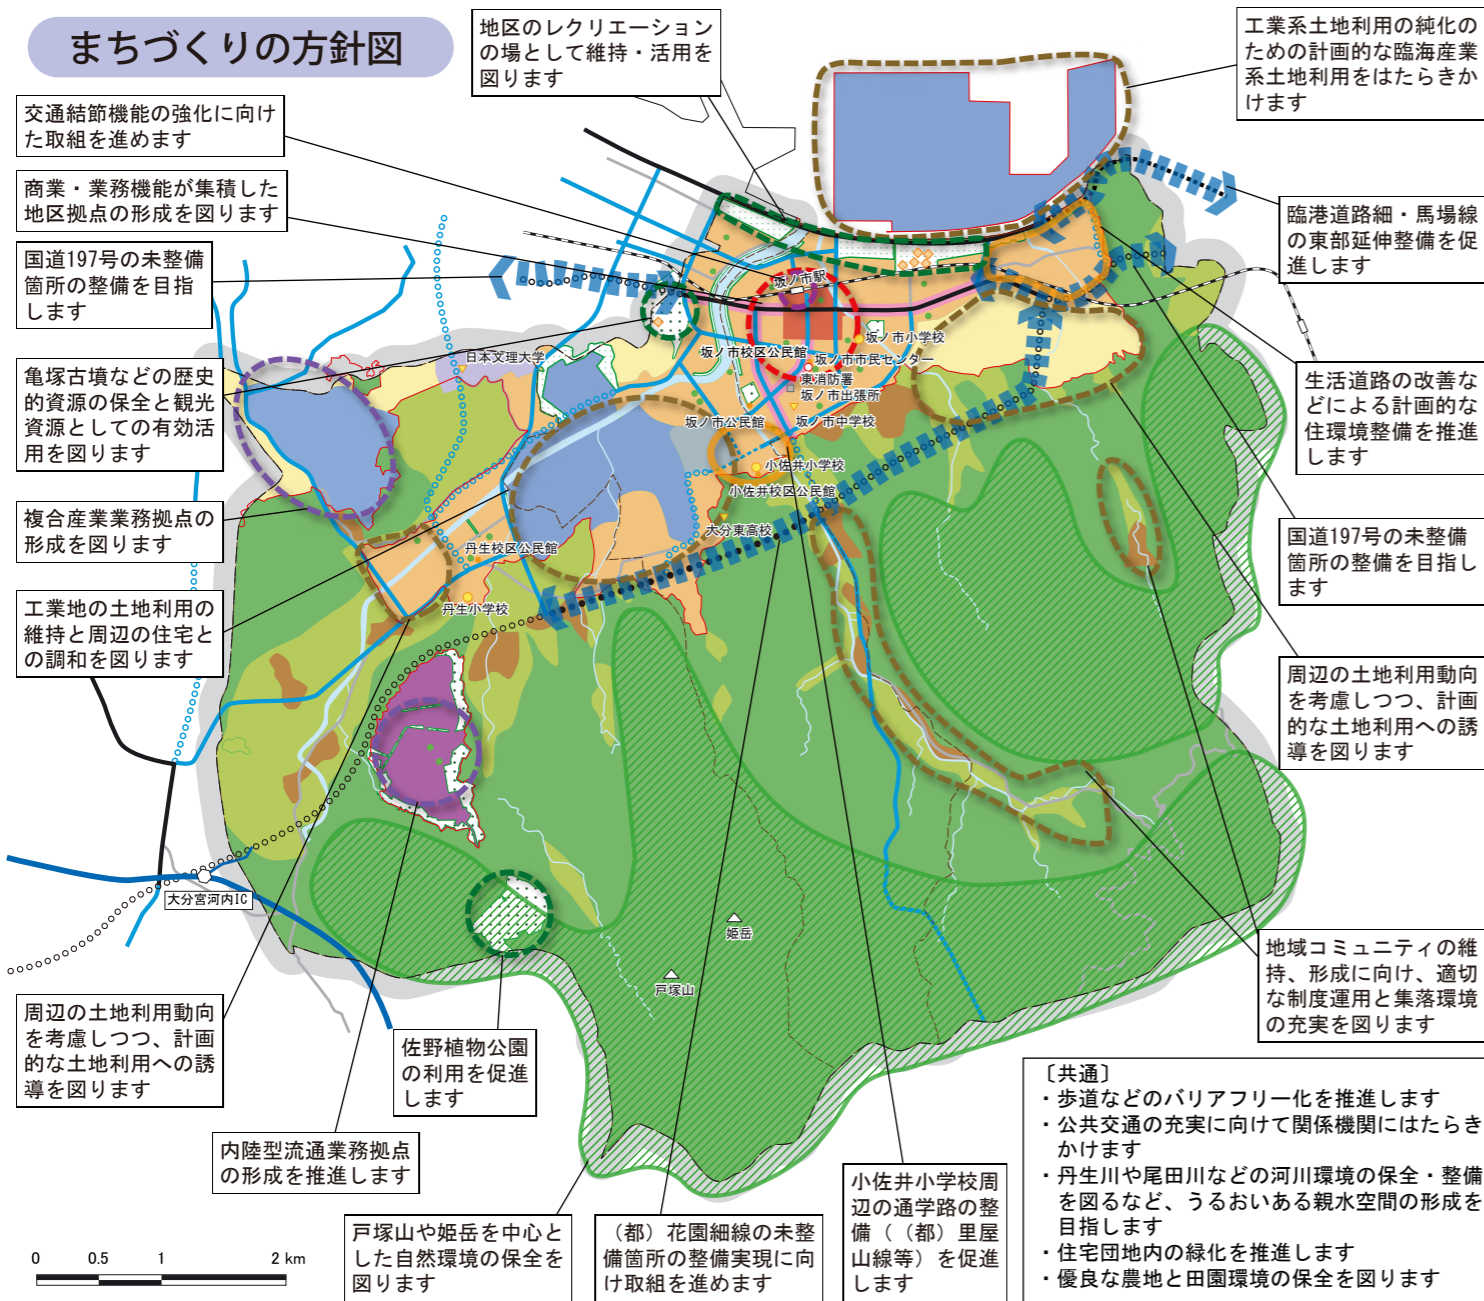 まちづくりの方針図
地区のレクリエーション
の場として維持・活用を
図ります
工業系土地利用の純化の
ための計画的な臨海産業
系土地利用をはたらきか
けます
交通結節機能の強化に向け
た取組を進めます
商業・業務機能が集積した
地区拠点の形成を図ります
国道197号の未整備
箇所の整備を目指
します
亀塚古墳などの歴史
的資源の保全と観光
資源としての有効活
用を図ります
複合産業業務拠点の
形成を図ります
工業地の土地利用の
維持と周辺の住宅と
の調和を図ります
臨港道路細・馬場線
の東部延伸整備を促
進します
生活道路の改善な
どによる計画的な
住環境整備を推進
します
国道197号の未整備
箇所の整備を目指し
ます
周辺の土地利用動向
を考慮しつつ、計画
的な土地利用への誘
導を図ります
坂ノ市駅
坂ノ市小学校
坂ノ市校区公民館
坂ノ市市民センター
日本文理大学
東消防署
坂ノ市出張所
坂ノ市公民館
坂ノ市中学校
小佐井小学校
小佐井校区公民館
大分東高校
丹生校区公民館
丹生小学校
大分宮河内IC
姫岳
戸塚山
周辺の土地利用動向
を考慮しつつ、計画
的な土地利用への誘
導を図ります
佐野植物公園
の利用を促進
します
内陸型流通業務拠点
の形成を推進します
戸塚山や姫岳を中心と
した自然環境の保全を
図ります
(都)花園細線の未整
備箇所の整備実現に向
け取組を進めます
小佐井小学校周
辺の通学路の整
備((都)里屋
山線等)を促進
します
地域コミュニティの維
持、形成に向け、適切
な制度運用と集落環境
の充実を図ります
〔共通〕
・歩道などのバリアフリー化を推進します
・公共交通の充実に向けて関係機関にはたらき
かけます
・丹生川や尾田川などの河川環境の保全・整備
を図るなど、うるおいある親水空間の形成を
目指します
・住宅団地内の緑化を推進します
・優良な農地と田園環境の保全を図ります
0 0.5 1 2 km